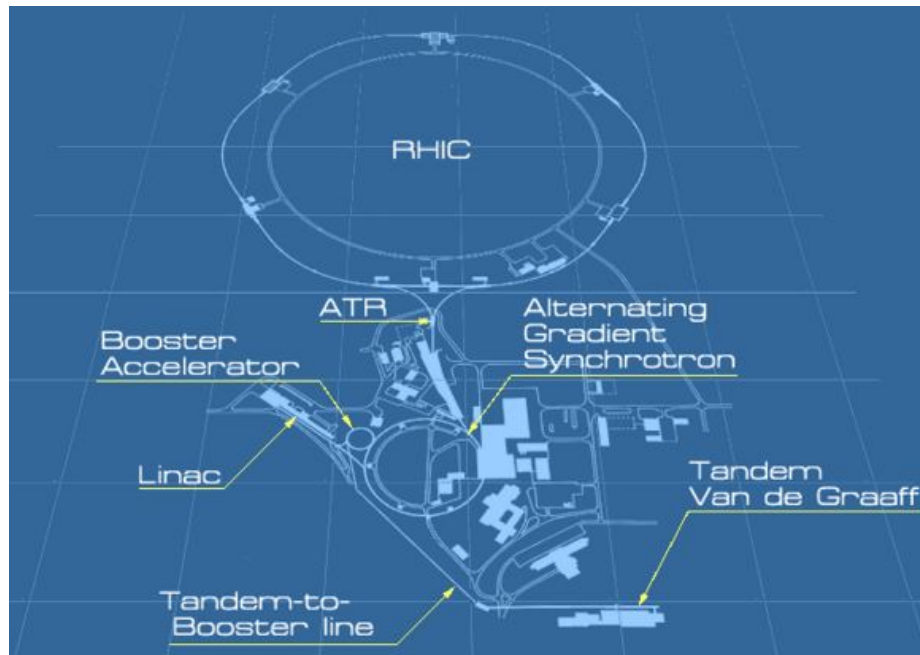 RHIC
ATR
Alternating
Gradient
Synchrotron
Booster
Accelerator
Linac
Tandem
Van de Graaff
Tandem-to-
Booster line